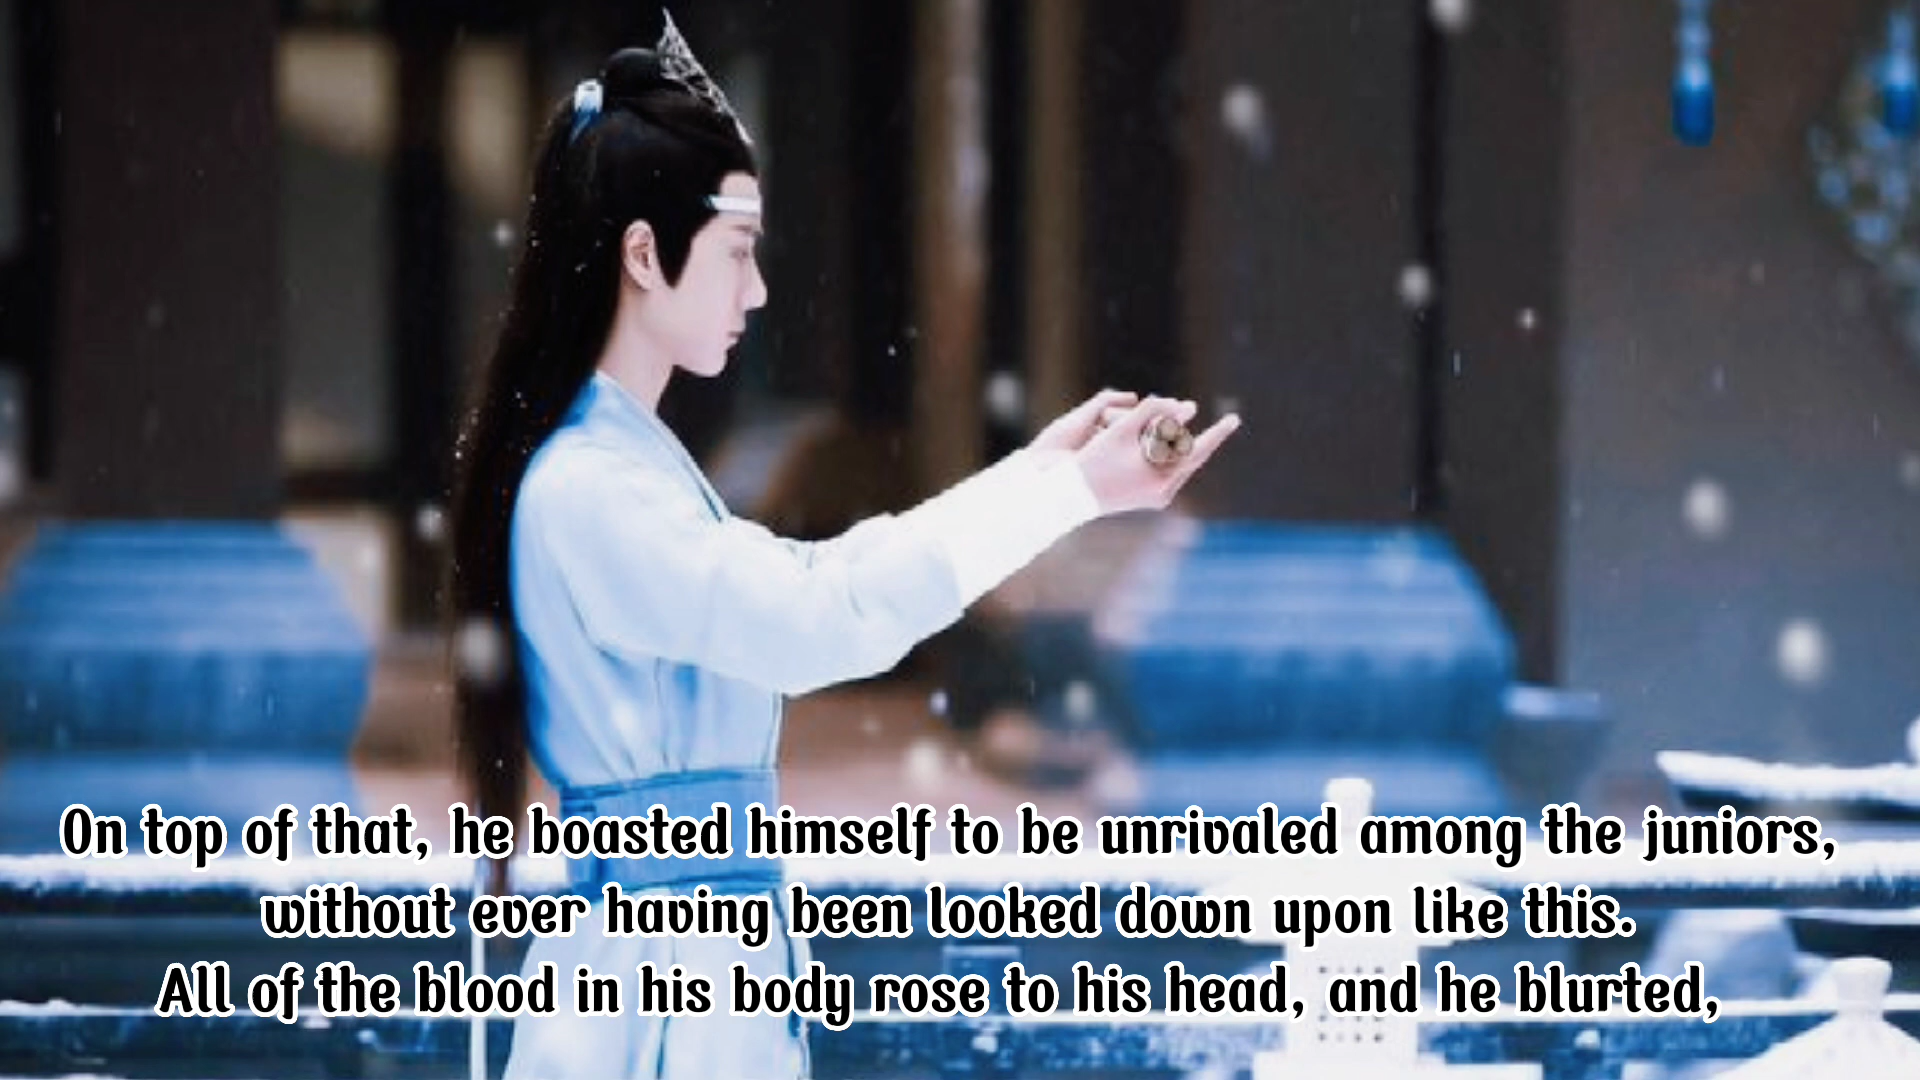 On top of that, he boasted himself to be unrivaled among the juniors,
without ever having been looked down upon like this.
All of the blood in his body rose to his head, and he blurted,